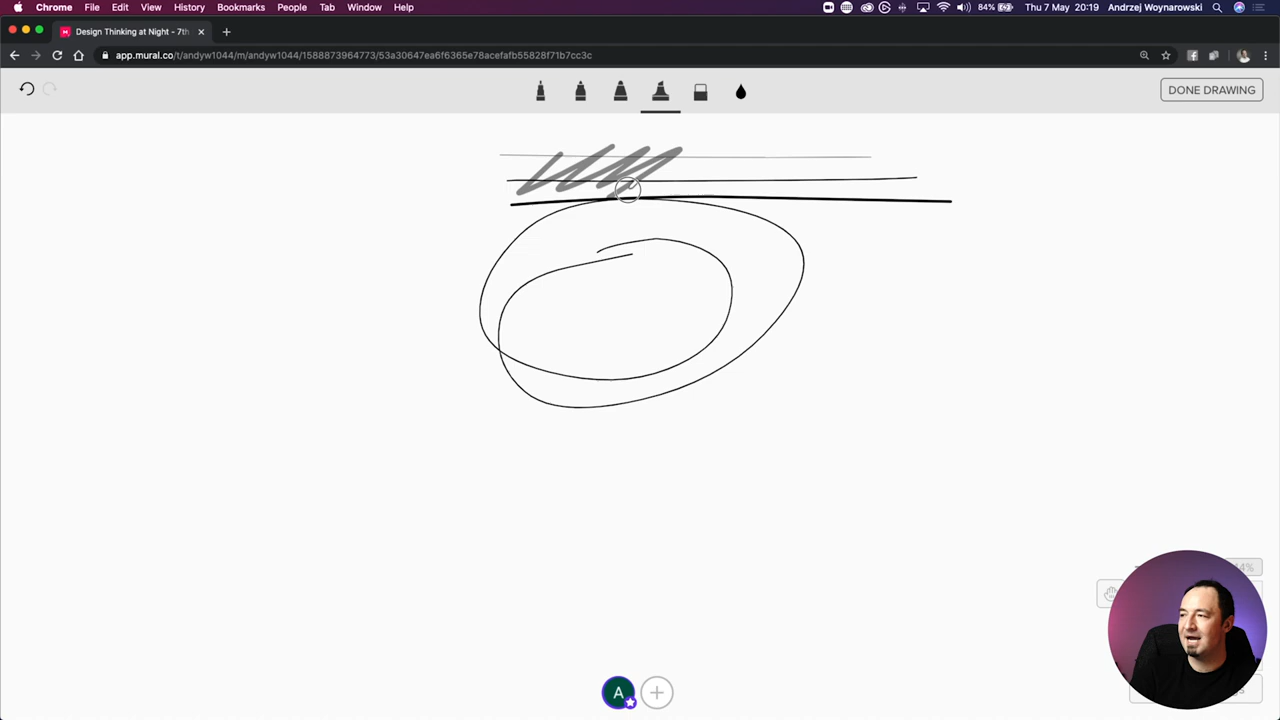 Chrome File Edit View History Bookmarks People Tab Window Help 84% Thu 7 May 20:19 Andrzej Woynarowski
Design Thinking at Night - 7th
app.mural.co/t/andyw1044/m/andyw1044/1588873964773/53a30647ea6f6365e78acefafb55828f71b7cc3c
DONE DRAWING
A